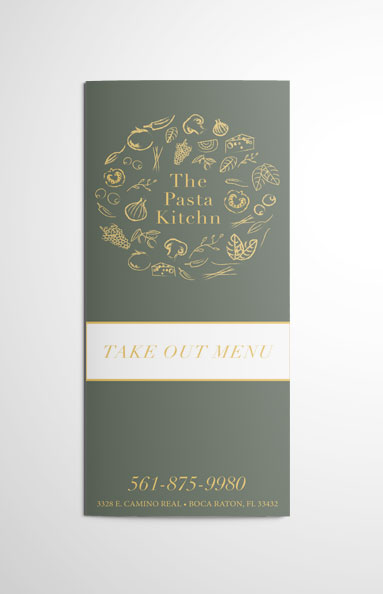 The
Pasta
Kitchn
TAKE OUT MENU
561-875-9980
3328 E. CAMINO REAL • BOCA RATON, FL 33432